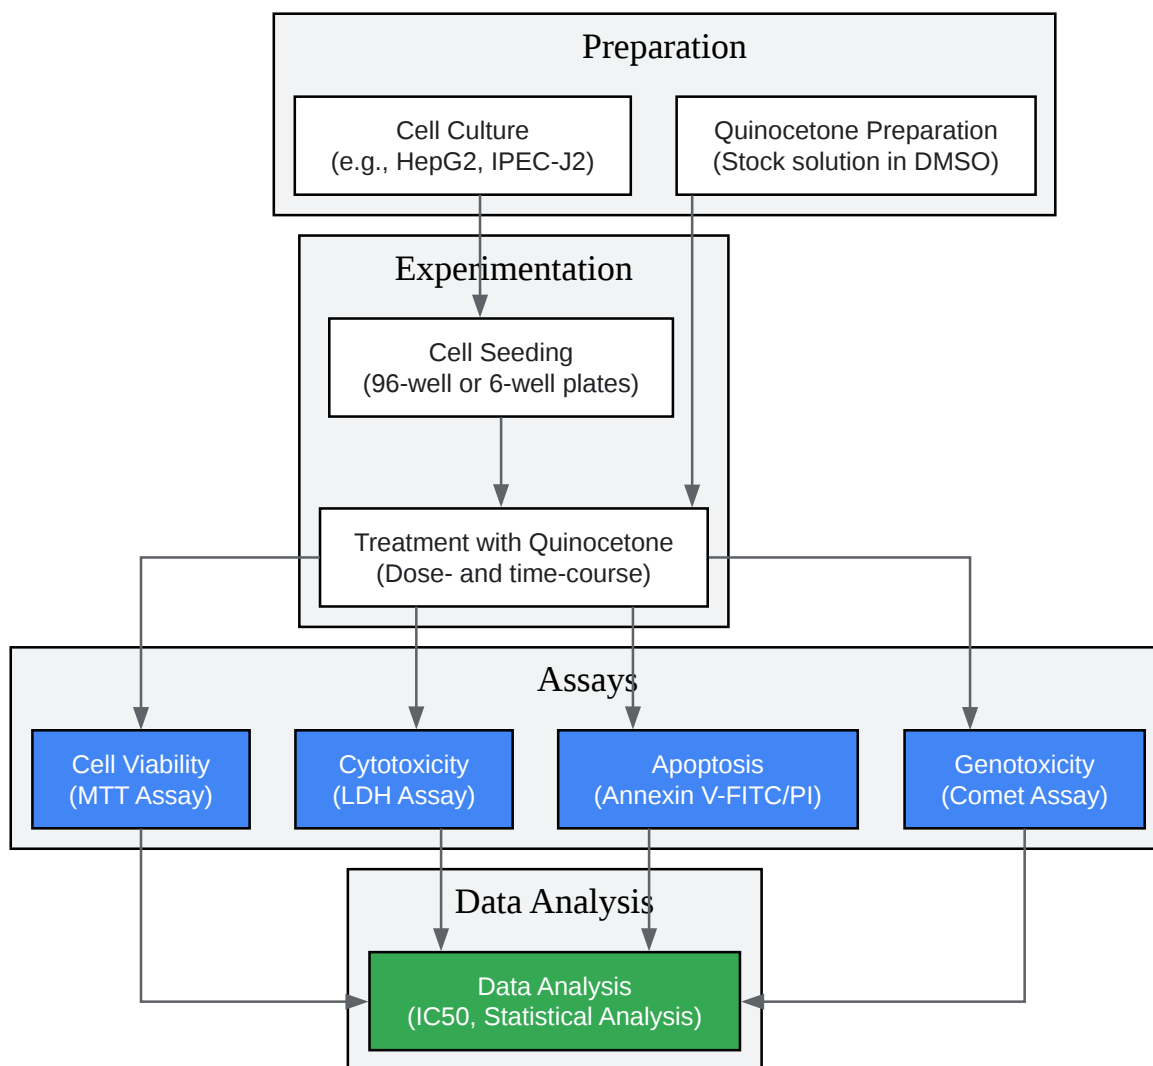 Preparation
Cell Culture
(e.g., HepG2, IPEC-J2)
Quinocetone Preparation
(Stock solution in DMSO)
Experimentation
Cell Seeding
(96-well or 6-well plates)
Treatment with Quinocetone
(Dose- and time-course)
Assays
Cell Viability
(MTT Assay)
Cytotoxicity
(LDH Assay)
Apoptosis
(Annexin V-FITC/PI)
Genotoxicity
(Comet Assay)
Data Analysis
Data Analysis
(IC50, Statistical Analysis)